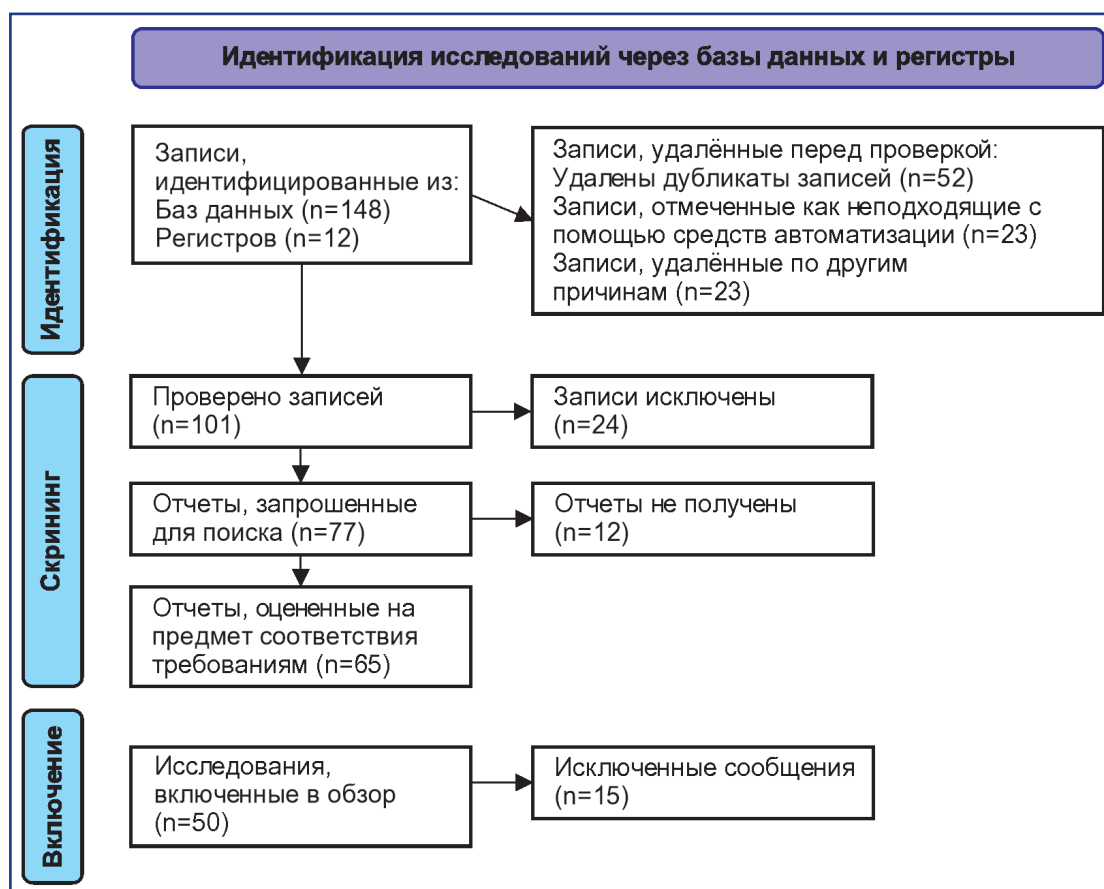 Идентификация исследований через базы данных и регистры
Идентификация
Записи,
идентифицированные из:
Баз данных (n=148)
Регистров (n=12)
Записи, удалённые перед проверкой:
Удалены дубликаты записей (n=52)
Записи, отмеченные как неподходящие с
помощью средств автоматизации (n=23)
Записи, удалённые по другим
причинам (n=23)
Скрининг
Проверено записей
(n=101)
Записи исключены
(n=24)
Отчеты, запрошенные
для поиска (n=77)
Отчеты не получены
(n=12)
Отчеты, оцененные на
предмет соответствия
требованиям (n=65)
Включение
Исследования,
включенные в обзор
(n=50)
Исключенные сообщения
(n=15)